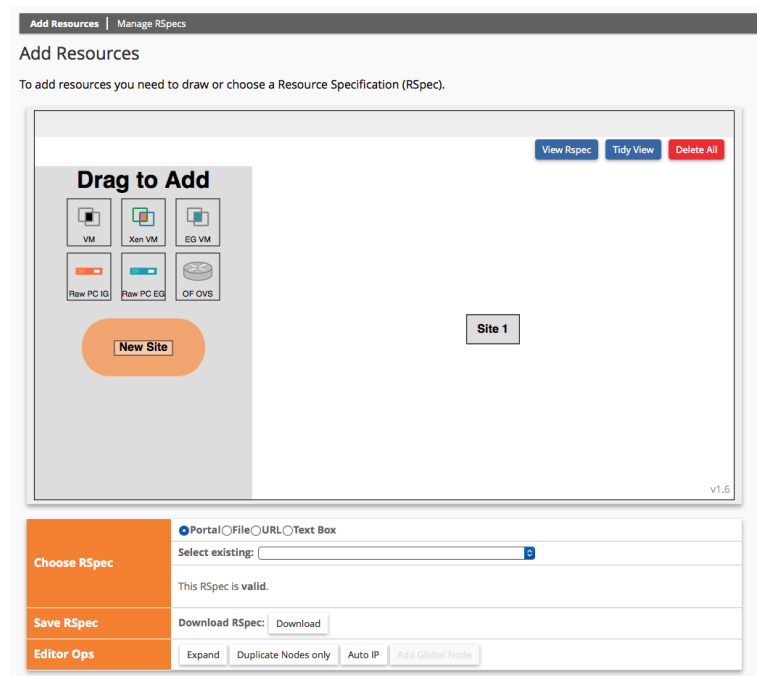 Add Resources | Manage RSpecs
Add Resources
To add resources you need to draw or choose a Resource Specification (RSpec).
View Rspec Tidy View Delete All
Drag to Add
VM Xen VM EG VM
Raw PC IG Raw PC EG OF OVS
New Site
Site 1
v1.6
Choose RSpec
Portal File URL Text Box
Select existing:
This RSpec is valid.
Save RSpec Download RSpec: Download
Editor Ops Expand Duplicate Nodes only Auto IP Add Global Node